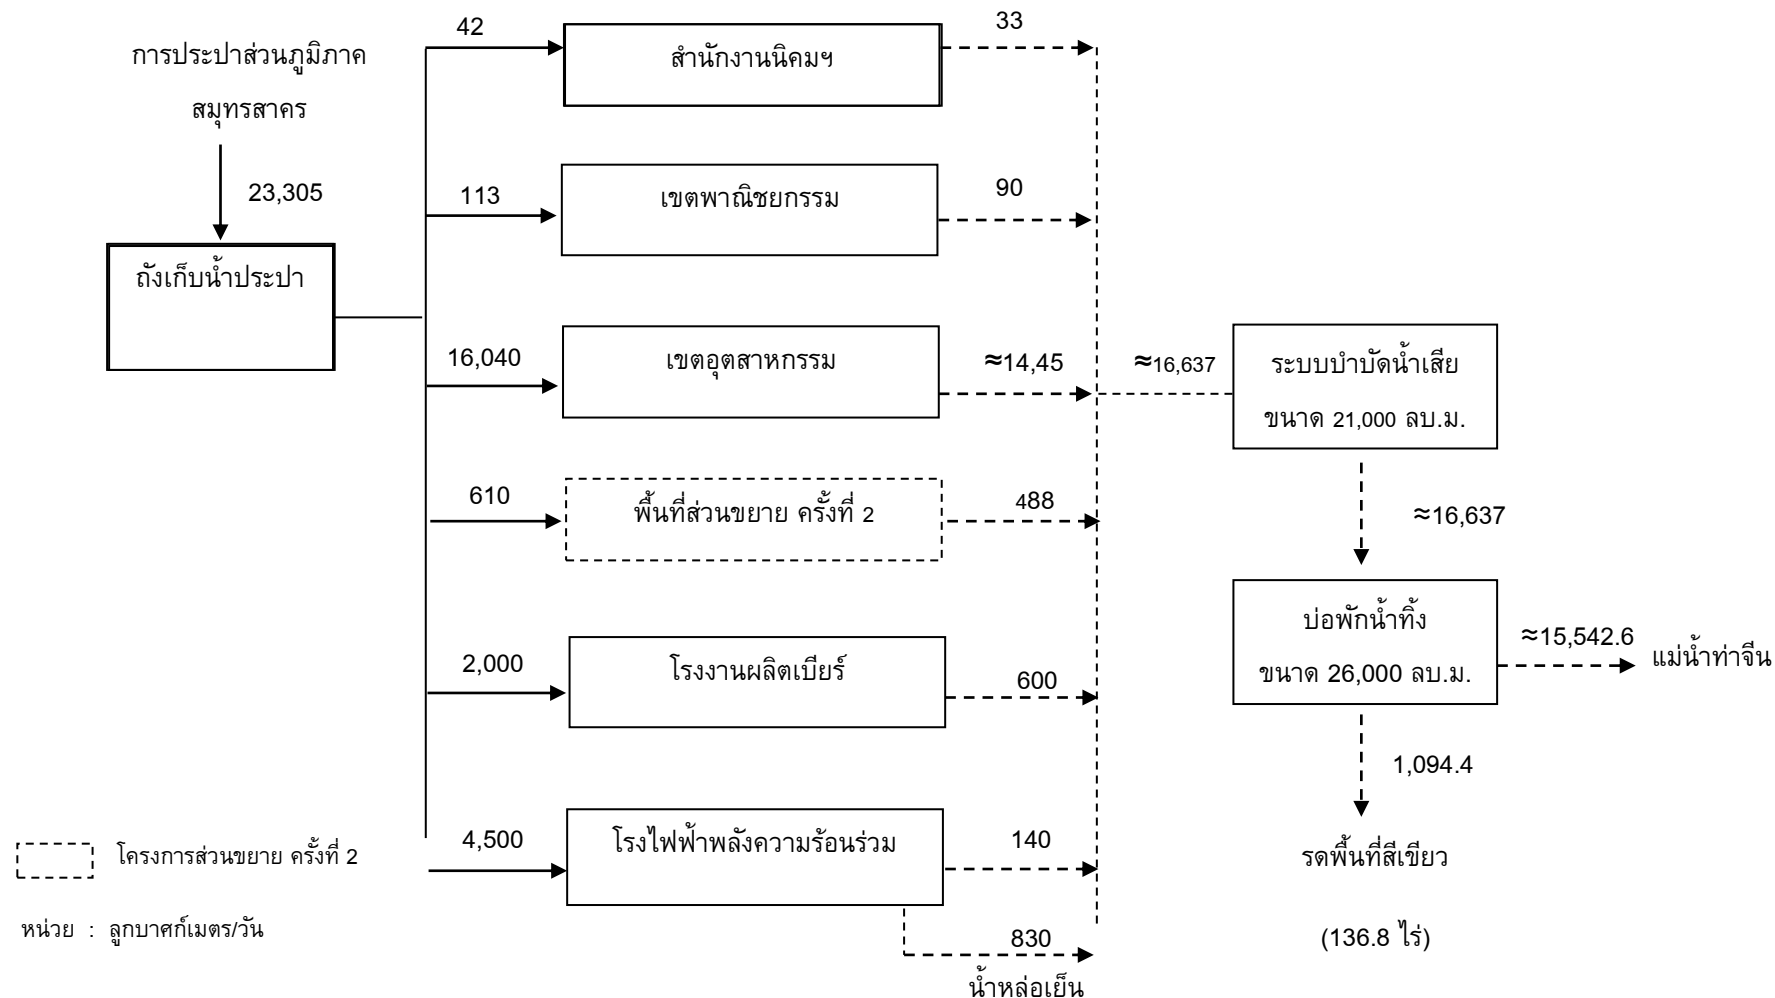 การประปาส่วนภูมิภาค
สมุทรสาคร
23,305
ถังเก็บน้ำประปา
42
สำนักงานนิคมฯ
33
113
เขตพาณิชยกรรม
90
16,040
เขตอุตสาหกรรม
≈14,45
≈16,637
ระบบบำบัดน้ำเสีย
ขนาด 21,000 ลบ.ม.
610
พื้นที่ส่วนขยาย ครั้งที่ 2
488
≈16,637
2,000
โรงงานผลิตเบียร์
600
บ่อพักน้ำทิ้ง
ขนาด 26,000 ลบ.ม.
≈15,542.6
แม่น้ำท่าจีน
4,500
โรงไฟฟ้าพลังความร้อนร่วม
140
1,094.4
รดพื้นที่สีเขียว
(136.8 ไร่)
830
น้ำหล่อเย็น
โครงการส่วนขยาย ครั้งที่ 2
หน่วย : ลูกบาศก์เมตร/วัน